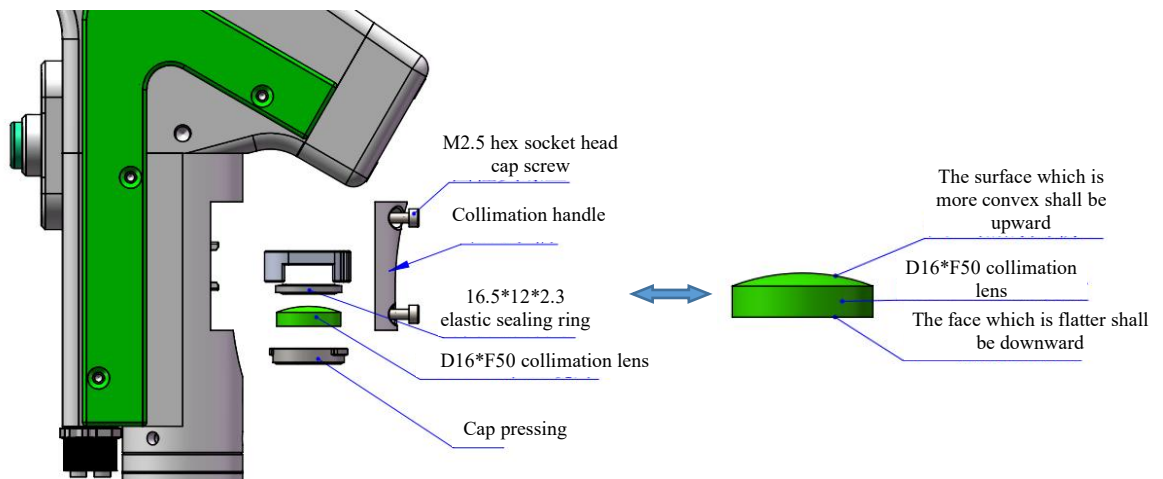 M2.5 hex socket head
cap screw
Collimation handle
16.5*12*2.3
elastic sealing ring
D16*F50 collimation lens
Cap pressing
The surface which is
more convex shall be
upward
D16*F50 collimation
lens
The face which is flatter shall
be downward